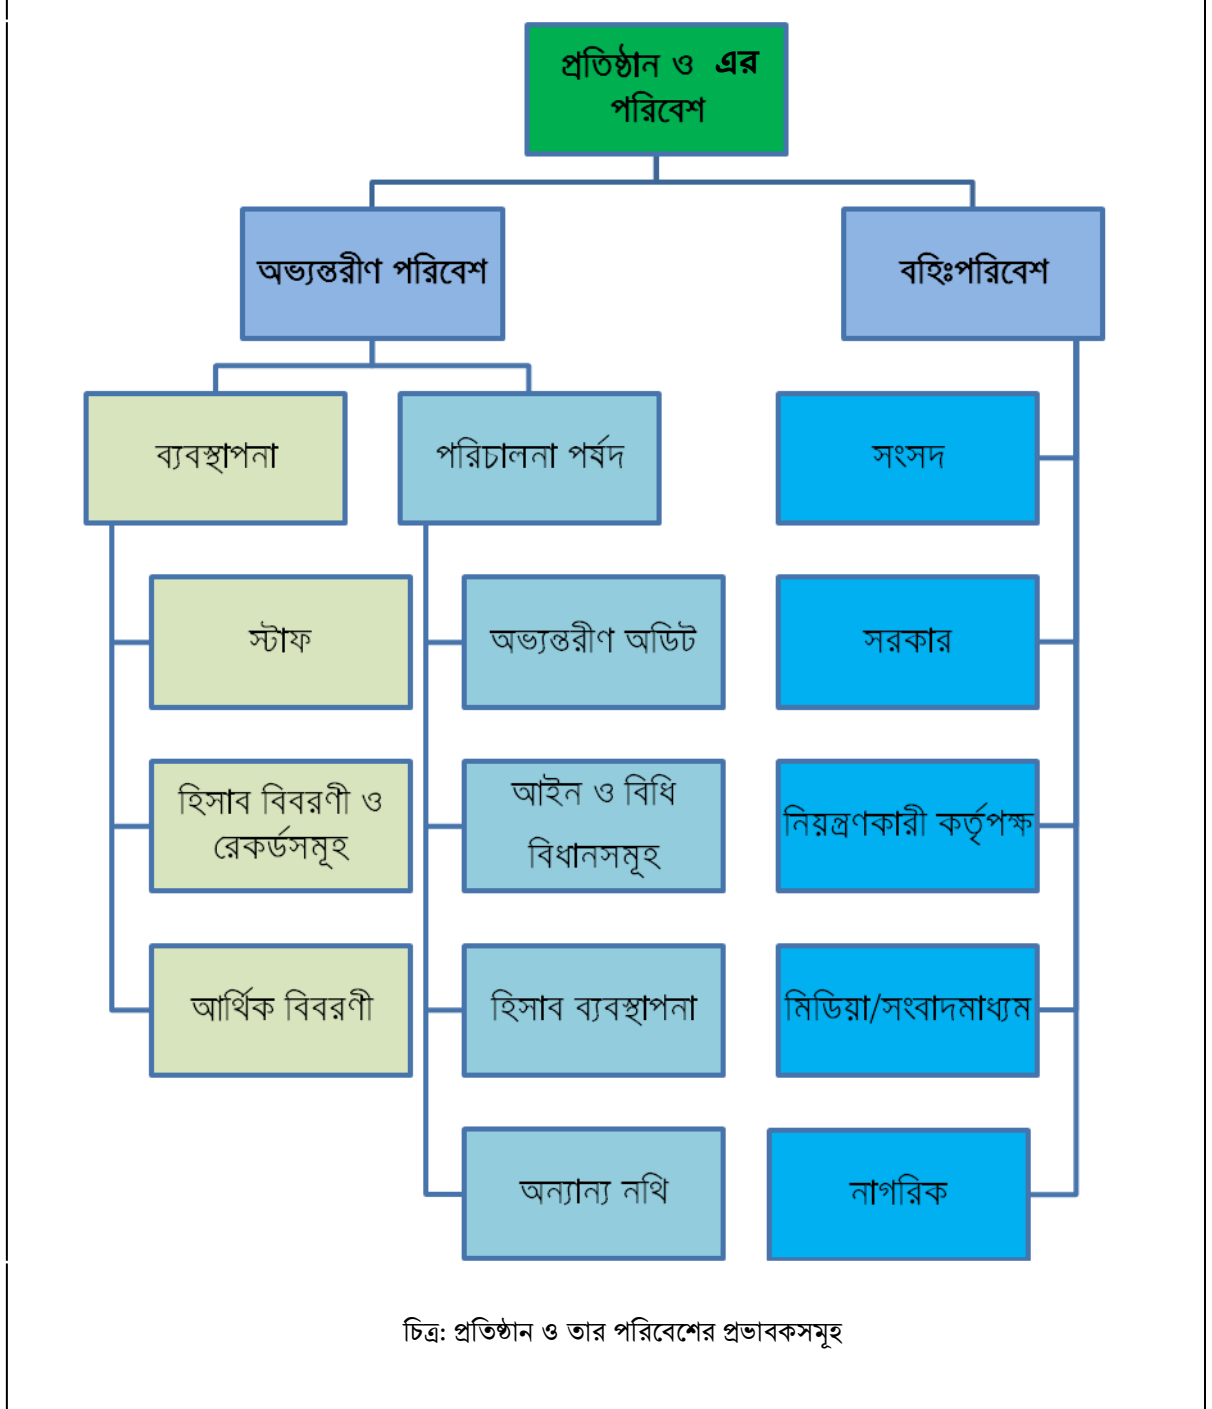 প্রতিষ্ঠান ও এর
পরিবেশ
অভ্যন্তরীণ পরিবেশ
বহিঃপরিবেশ
ব্যবস্থাপনা
পরিচালনা পর্ষদ
সংসদ
স্টাফ
অভ্যন্তরীণ অডিট
সরকার
হিসাব বিবরণী ও
রেকর্ডসমূহ
আইন ও বিধি
বিধানসমূহ
নিয়ন্ত্রণকারী কর্তৃপক্ষ
আর্থিক বিবরণী
হিসাব ব্যবস্থাপনা
মিডিয়া/সংবাদমাধ্যম
অন্যান্য নথি
নাগরিক
চিত্র: প্রতিষ্ঠান ও তার পরিবেশের প্রভাবকসমূহ